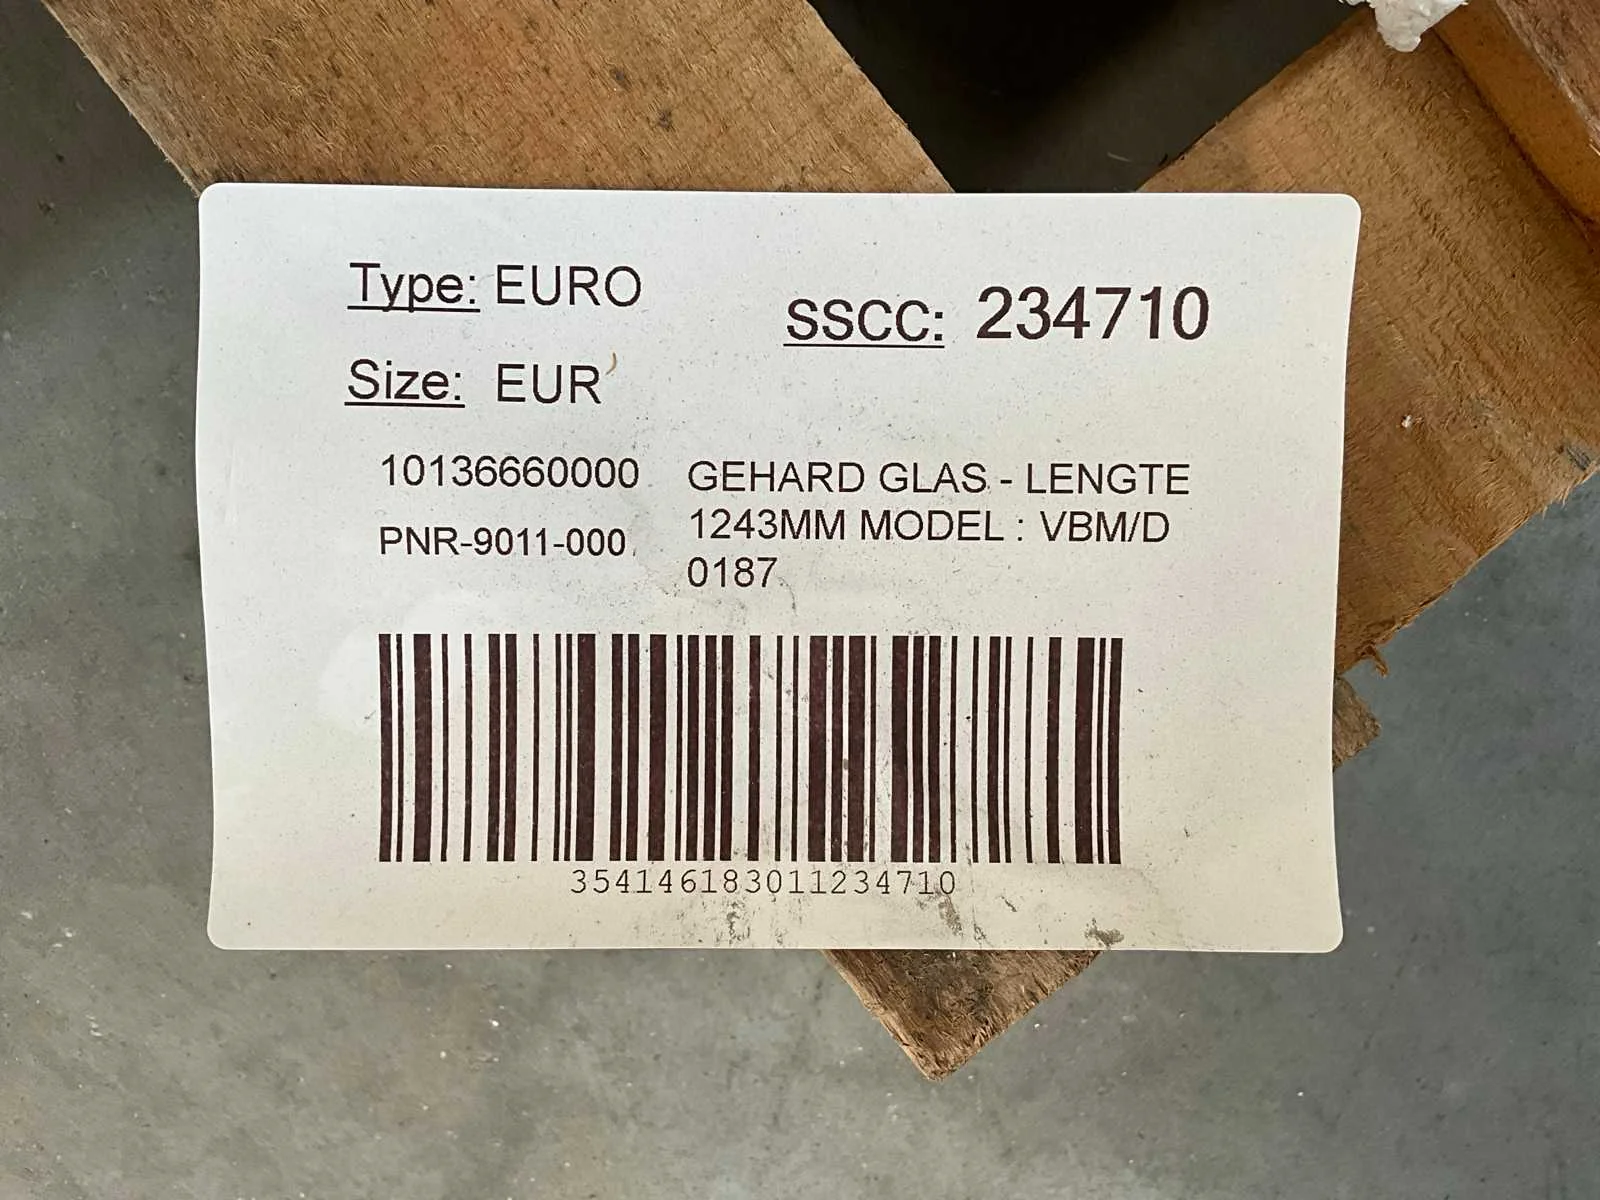 Type: EURO
SSCC: 234710
Size: EUR
10136660000
PNR-9011-000
GEHARD GLAS - LENGTE
1243MM MODEL : VBM/D
0187
354146183011234710